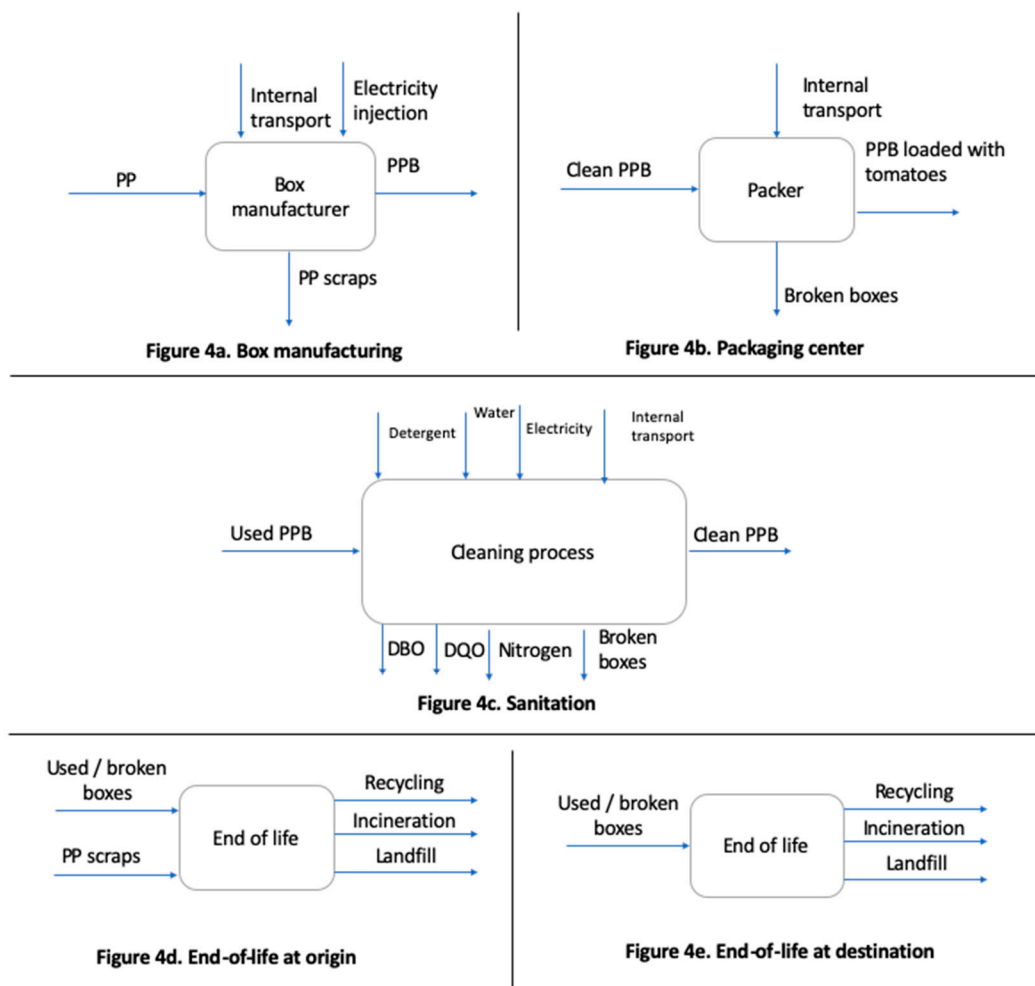 Internal
transport
Electricity
injection
PP
Box
manufacturer
PPB
PP scraps
Figure 4a. Box manufacturing
Internal
transport
Clean PPB
Packer
PPB loaded with
tomatoes
Broken boxes
Figure 4b. Packaging center
Detergent
Water
Electricity
Internal
transport
Used PPB
Cleaning process
Clean PPB
DBO
DQO
Nitrogen
Broken
boxes
Figure 4c. Sanitation
Used / broken
boxes
PP scraps
End of life
Recycling
Incineration
Landfill
Figure 4d. End-of-life at origin
Used / broken
boxes
End of life
Recycling
Incineration
Landfill
Figure 4e. End-of-life at destination